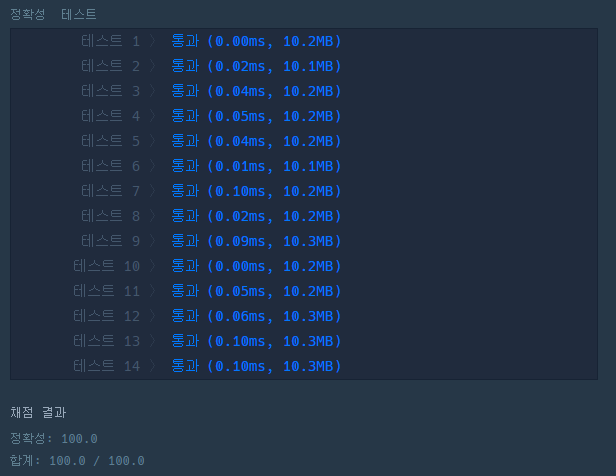 정확성 테스트
테스트 1 〉 통과 (0.00ms, 10.2MB)
테스트 2 〉 통과 (0.02ms, 10.1MB)
테스트 3 〉 통과 (0.04ms, 10.2MB)
테스트 4 〉 통과 (0.05ms, 10.2MB)
테스트 5 〉 통과 (0.04ms, 10.2MB)
테스트 6 〉 통과 (0.01ms, 10.1MB)
테스트 7 〉 통과 (0.10ms, 10.2MB)
테스트 8 〉 통과 (0.02ms, 10.2MB)
테스트 9 〉 통과 (0.09ms, 10.3MB)
테스트 10 〉 통과 (0.00ms, 10.2MB)
테스트 11 〉 통과 (0.05ms, 10.2MB)
테스트 12 〉 통과 (0.06ms, 10.3MB)
테스트 13 〉 통과 (0.10ms, 10.3MB)
테스트 14 〉 통과 (0.10ms, 10.3MB)
채점 결과
정확성: 100.0
합계: 100.0 / 100.0